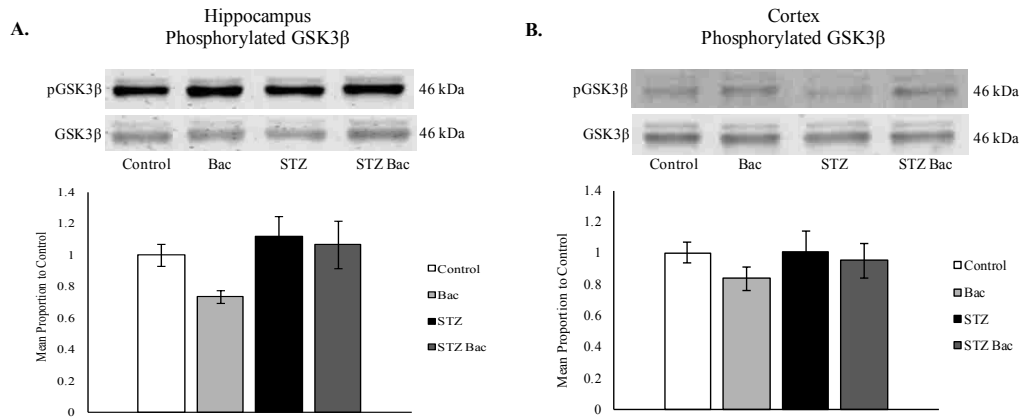 A.
Hippocampus
Phosphorylated GSK3β
pGSK3β
46 kDa
GSK3β
46 kDa
Control Bac STZ STZ Bac
Mean Proportion to Control
1.4
1.2
1
0.8
0.6
0.4
0.2
0
Control
Bac
STZ
STZ Bac
B.
Cortex
Phosphorylated GSK3β
pGSK3β
46 kDa
GSK3β
46 kDa
Control Bac STZ STZ Bac
Mean Proportion to Control
1.4
1.2
1
0.8
0.6
0.4
0.2
0
Control
Bac
STZ
STZ Bac